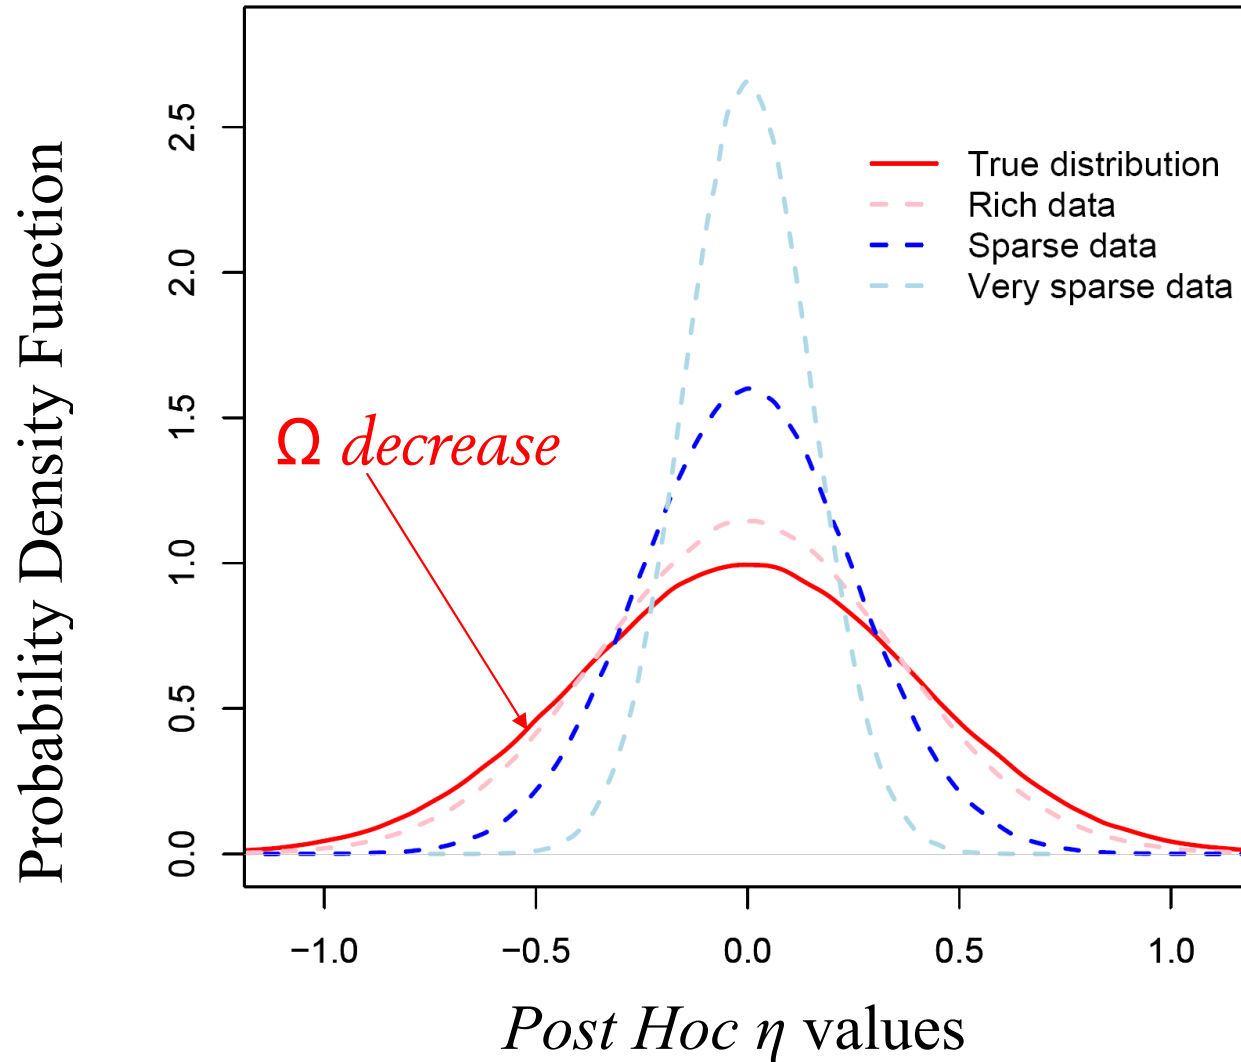 Probability Density Function
2.5
2.0
1.5
1.0
0.5
0.0
True distribution
Rich data
Sparse data
Very sparse data
Ω decrease
−1.0 −0.5 0.0 0.5 1.0
Post Hoc η values